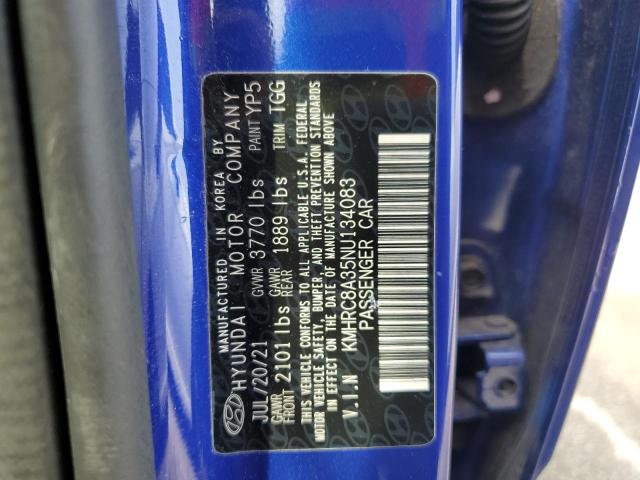 MANUFACTURED IN KOREA BY
HYUNDAI MOTOR COMPANY
JUL/20/21 GVWR 3770 lbs PAINT YP5
GAWR FRONT 2101 lbs GAWR REAR 1889 lbs TRIM TGG
THIS VEHICLE CONFORMS TO ALL APPLICABLE U.S.A. FEDERAL
MOTOR VEHICLE SAFETY, BUMPER, AND THEFT PREVENTION STANDARDS
IN EFFECT ON THE DATE OF MANUFACTURE SHOWN ABOVE
V.I.N KMHRC8A35NU134083
PASSENGER CAR